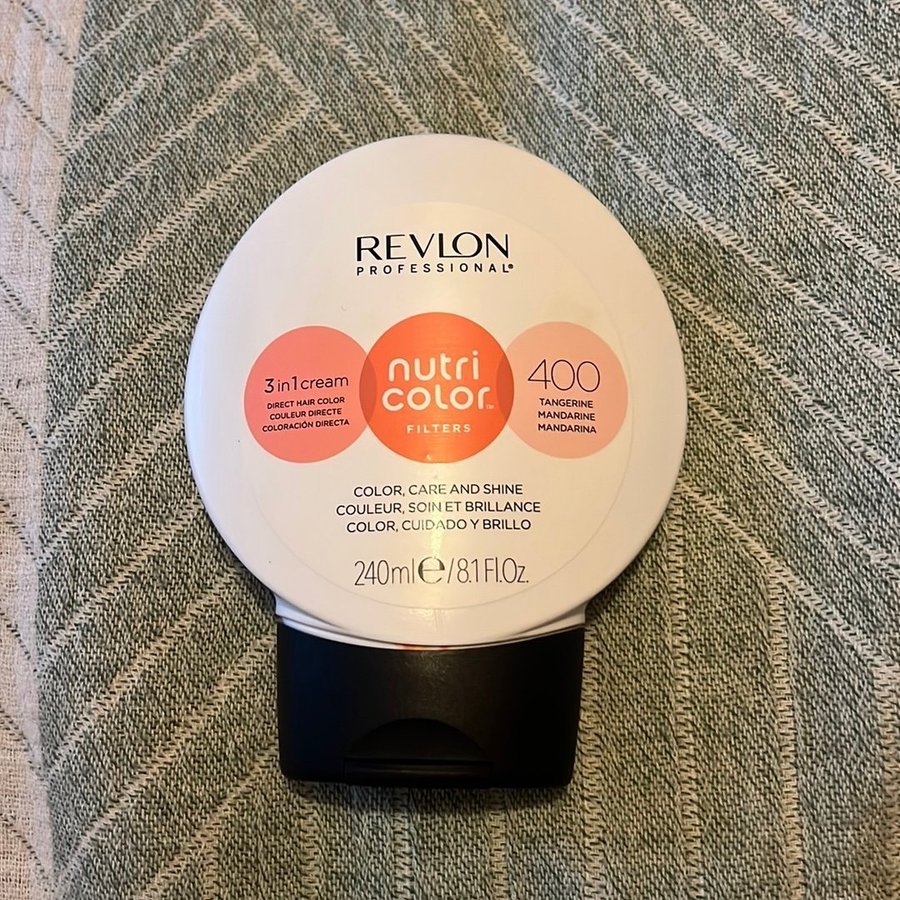 REVLON
PROFESSIONAL®
3 in 1 cream
DIRECT HAIR COLOR
COULEUR DIRECTE
COLORACIÓN DIRECTA
nutri
color™
FILTERS
400
TANGERINE
MANDARINE
MANDARINA
COLOR, CARE AND SHINE
COULEUR, SOIN ET BRILLANCE
COLOR, CUIDADO Y BRILLO
240ml℮/8.1 Fl.Oz.